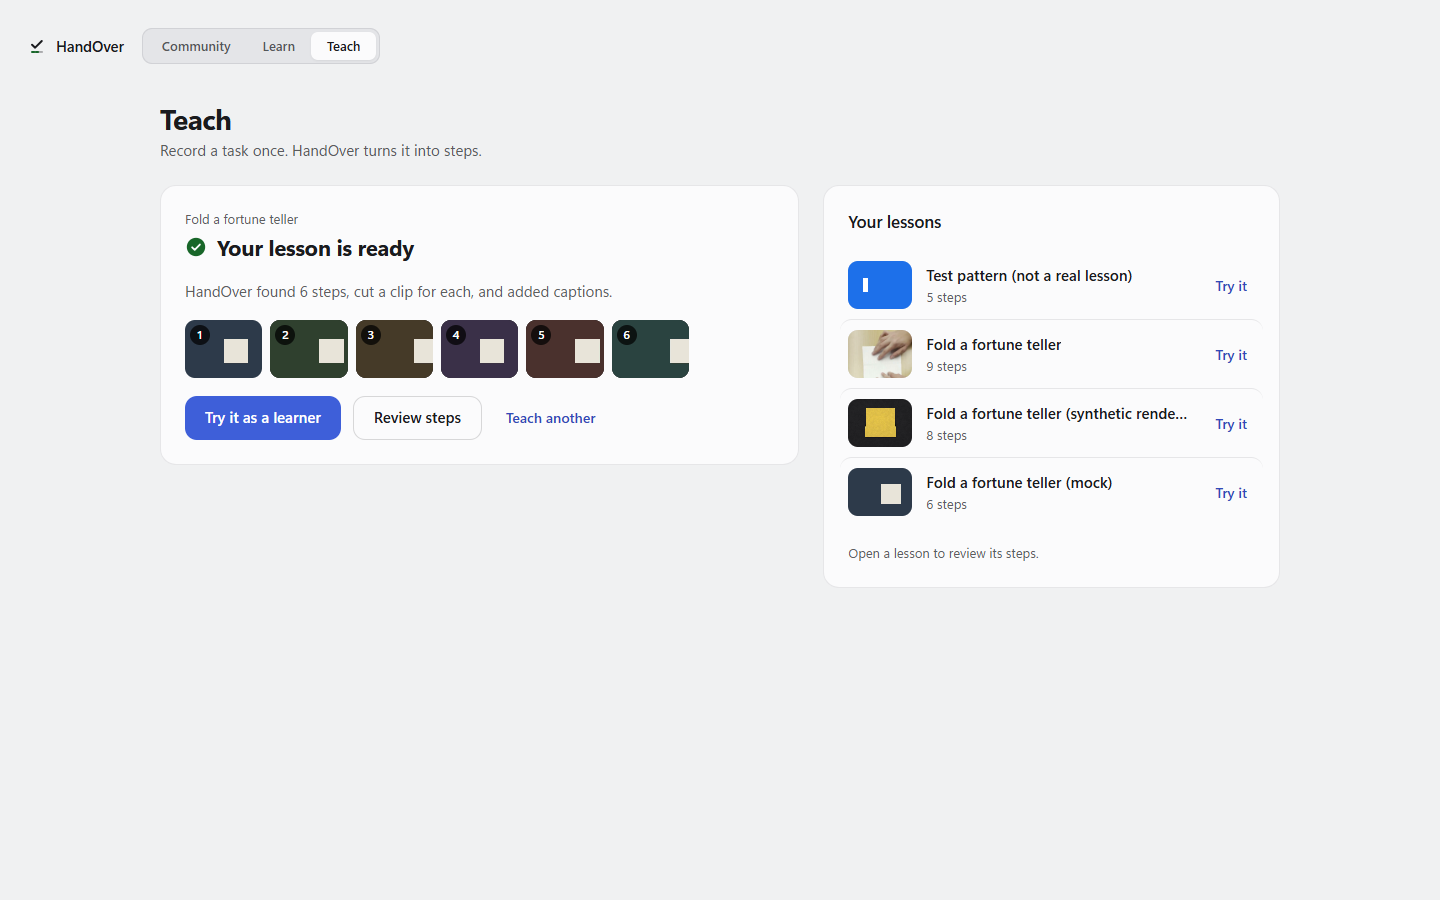 HandOver
Community
Learn
Teach
Teach
Record a task once. HandOver turns it into steps.
Fold a fortune teller
Your lesson is ready
HandOver found 6 steps, cut a clip for each, and added captions.
1
2
3
4
5
6
Try it as a learner
Review steps
Teach another
Your lessons
Test pattern (not a real lesson)
5 steps
Try it
Fold a fortune teller
9 steps
Try it
Fold a fortune teller (synthetic rende...
8 steps
Try it
Fold a fortune teller (mock)
6 steps
Try it
Open a lesson to review its steps.